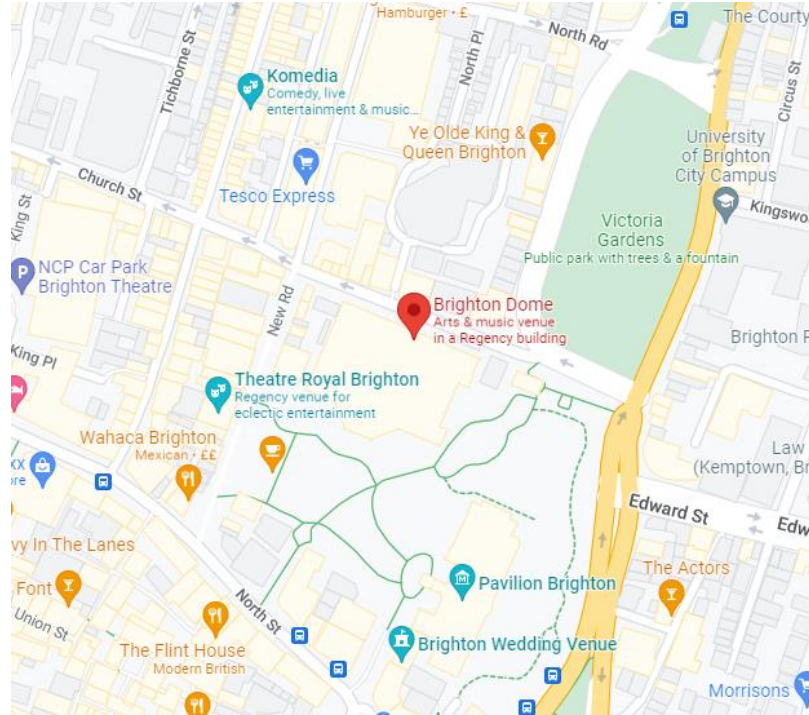 Hamburger · £
North Rd
The Courty
Tichborne St
North Pl
Circus St
Komedia
Comedy, live
entertainment & music...
Ye Olde King &
Queen Brighton
University
of Brighton
City Campus
Church St
Tesco Express
Kingswo
King St
Victoria
Gardens
Public park with trees & a fountain
P
NCP Car Park
Brighton Theatre
New Rd
Brighton Dome
Arts & music venue
in a Regency building
Brighton P
King Pl
Theatre Royal Brighton
Regency venue for
eclectic entertainment
Wahaca Brighton
Mexican · ££
Law
(Kemptown, Br
XX
ore
Edward St
Edw
vy In The Lanes
Font
The Actors
Pavilion Brighton
North St
Union St
Brighton Wedding Venue
The Flint House
Modern British
Morrisons